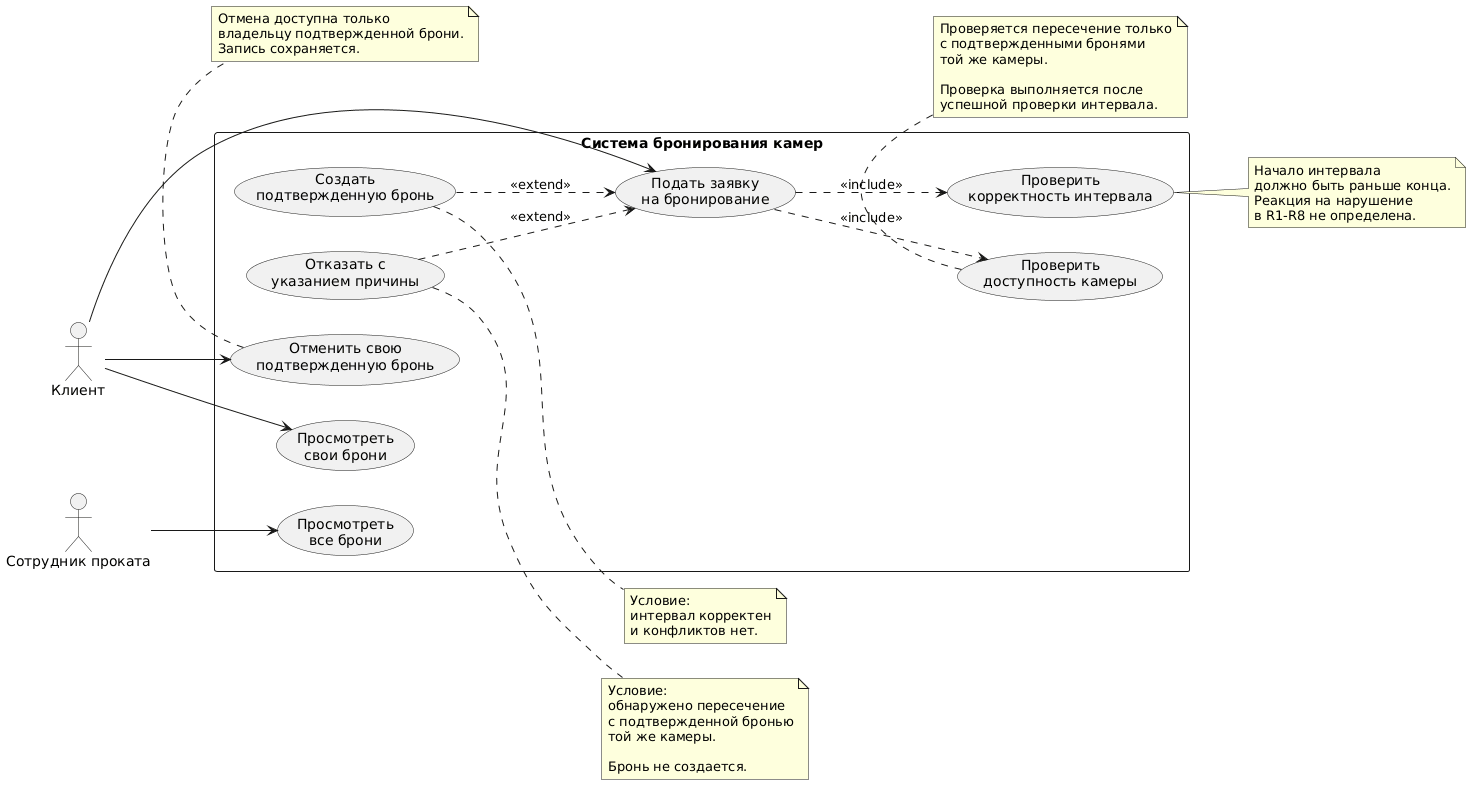 Отмена доступна только
владельцу подтвержденной брони.
Запись сохраняется.
Проверяется пересечение только
с подтвержденными бронями
той же камеры.
Проверка выполняется после
успешной проверки интервала.
Система бронирования камер
Создать
подтвержденную бронь
«extend»
Подать заявку
на бронирование
«include»
Проверить
корректность интервала
Начало интервала
должно быть раньше конца.
Реакция на нарушение
в R1-R8 не определена.
«extend»
«include»
Отказать с
указанием причины
Проверить
доступность камеры
Отменить свою
подтвержденную бронь
Клиент
Просмотреть
свои брони
Просмотреть
все брони
Сотрудник проката
Условие:
интервал корректен
и конфликтов нет.
Условие:
обнаружено пересечение
с подтвержденной бронью
той же камеры.
Бронь не создается.